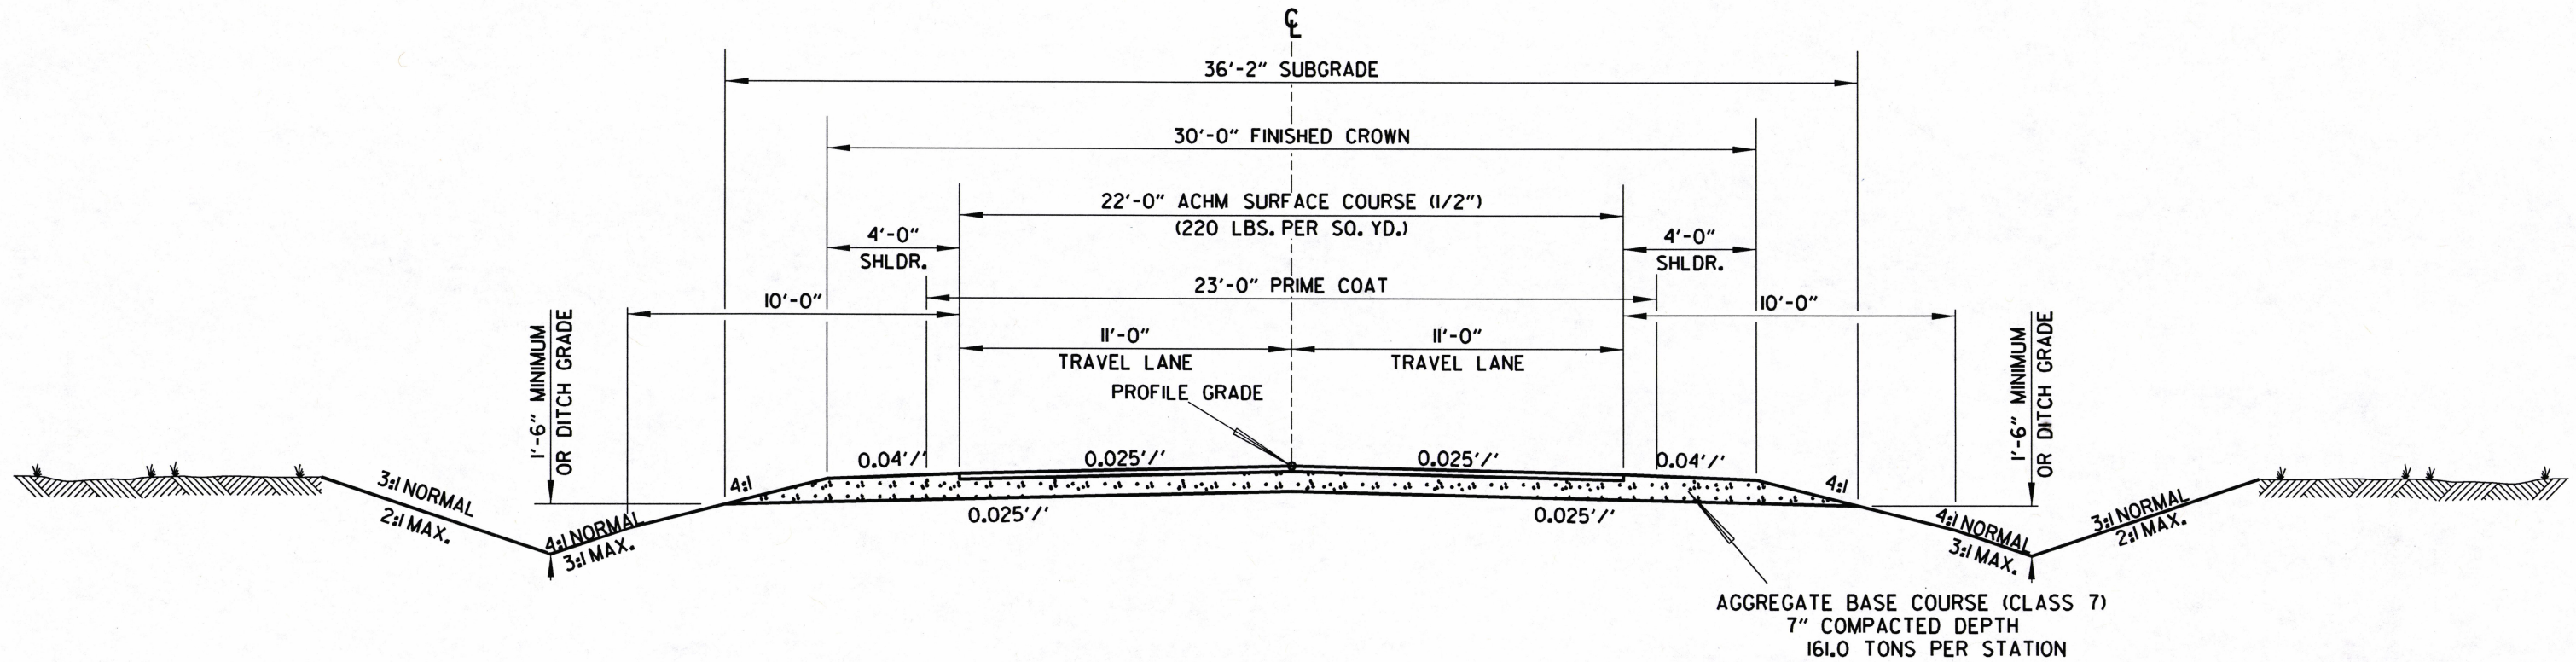 ℄
36'-2" SUBGRADE
30'-0" FINISHED CROWN
22'-0" ACHM SURFACE COURSE (1/2")
(220 LBS. PER SQ. YD.)
4'-0"
SHLDR.
4'-0"
SHLDR.
23'-0" PRIME COAT
10'-0"
10'-0"
11'-0"
TRAVEL LANE
11'-0"
TRAVEL LANE
PROFILE GRADE
1'-6" MINIMUM
OR DITCH GRADE
1'-6" MINIMUM
OR DITCH GRADE
0.04'/'
0.025'/'
0.025'/'
0.04'/'
3:1 NORMAL
2:1 MAX.
4:1 NORMAL
3:1 MAX.
4:1
0.025'/'
0.025'/'
4:1
4:1 NORMAL
3:1 MAX.
3:1 NORMAL
2:1 MAX.
AGGREGATE BASE COURSE (CLASS 7)
7" COMPACTED DEPTH
161.0 TONS PER STATION